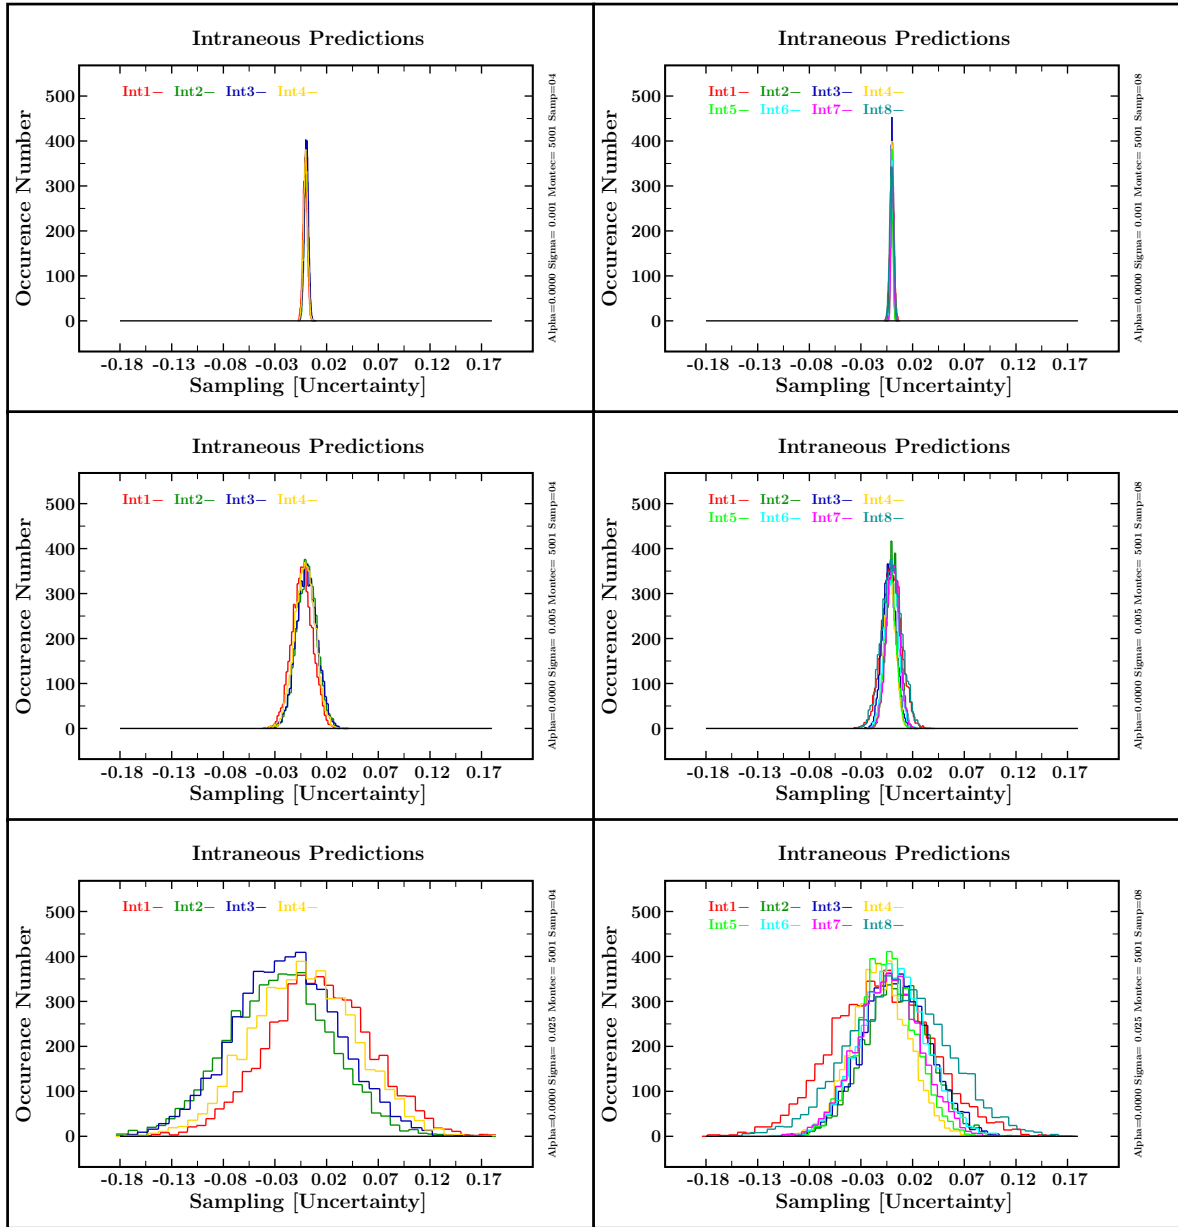 Intraneous Predictions
Int1 Int2 Int3 Int4
500
400
300
200
100
0
Occurence Number
-0.18 -0.13 -0.08 -0.03 0.02 0.07 0.12 0.17
Sampling [Uncertainty]
Alpha=0.0000 Sigma= 0.001 Montec= 5001 Samp=04
Intraneous Predictions
Int1 Int2 Int3 Int4
Int5 Int6 Int7 Int8
500
400
300
200
100
0
Occurence Number
-0.18 -0.13 -0.08 -0.03 0.02 0.07 0.12 0.17
Sampling [Uncertainty]
Alpha=0.0000 Sigma= 0.001 Montec= 5001 Samp=08
Intraneous Predictions
Int1 Int2 Int3 Int4
500
400
300
200
100
0
Occurence Number
-0.18 -0.13 -0.08 -0.03 0.02 0.07 0.12 0.17
Sampling [Uncertainty]
Alpha=0.0000 Sigma= 0.005 Montec= 5001 Samp=04
Intraneous Predictions
Int1 Int2 Int3 Int4
Int5 Int6 Int7 Int8
500
400
300
200
100
0
Occurence Number
-0.18 -0.13 -0.08 -0.03 0.02 0.07 0.12 0.17
Sampling [Uncertainty]
Alpha=0.0000 Sigma= 0.005 Montec= 5001 Samp=08
Intraneous Predictions
Int1 Int2 Int3 Int4
500
400
300
200
100
0
Occurence Number
-0.18 -0.13 -0.08 -0.03 0.02 0.07 0.12 0.17
Sampling [Uncertainty]
Alpha=0.0000 Sigma= 0.025 Montec= 5001 Samp=04
Intraneous Predictions
Int1 Int2 Int3 Int4
Int5 Int6 Int7 Int8
500
400
300
200
100
0
Occurence Number
-0.18 -0.13 -0.08 -0.03 0.02 0.07 0.12 0.17
Sampling [Uncertainty]
Alpha=0.0000 Sigma= 0.025 Montec= 5001 Samp=08